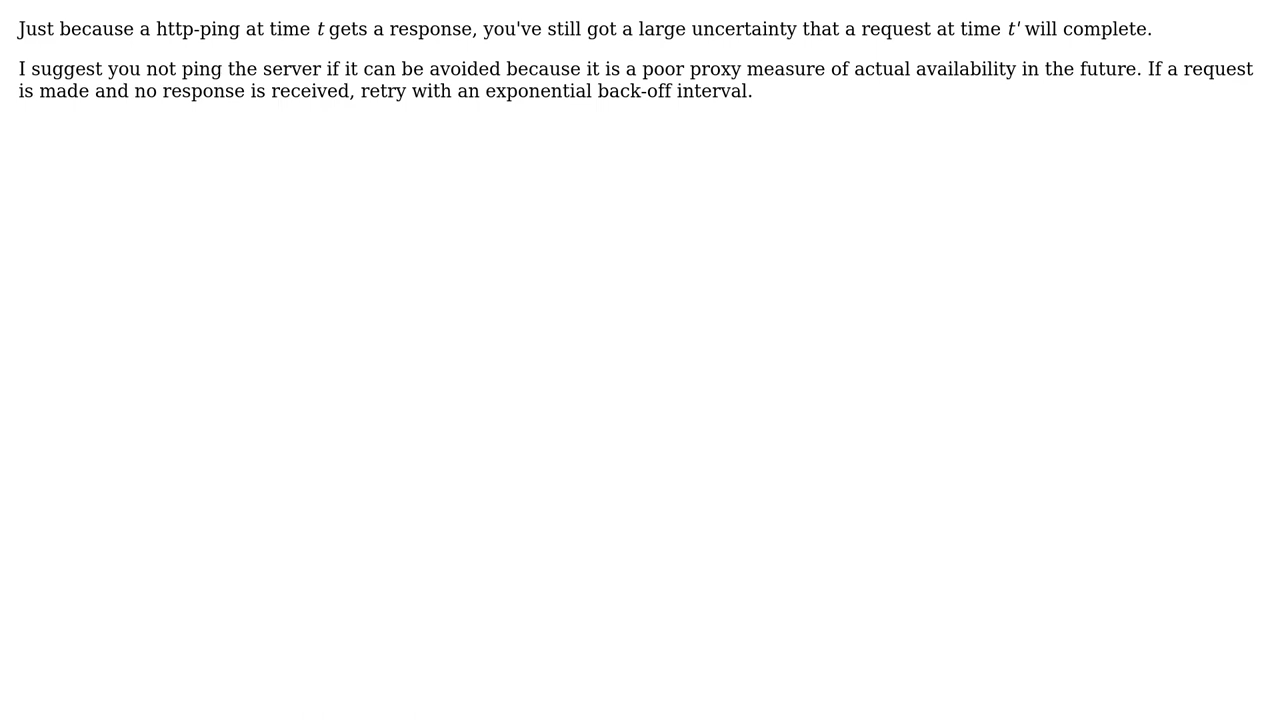 Just because a http-ping at time t gets a response, you've still got a large uncertainty that a request at time t' will complete.
I suggest you not ping the server if it can be avoided because it is a poor proxy measure of actual availability in the future. If a request
is made and no response is received, retry with an exponential back-off interval.